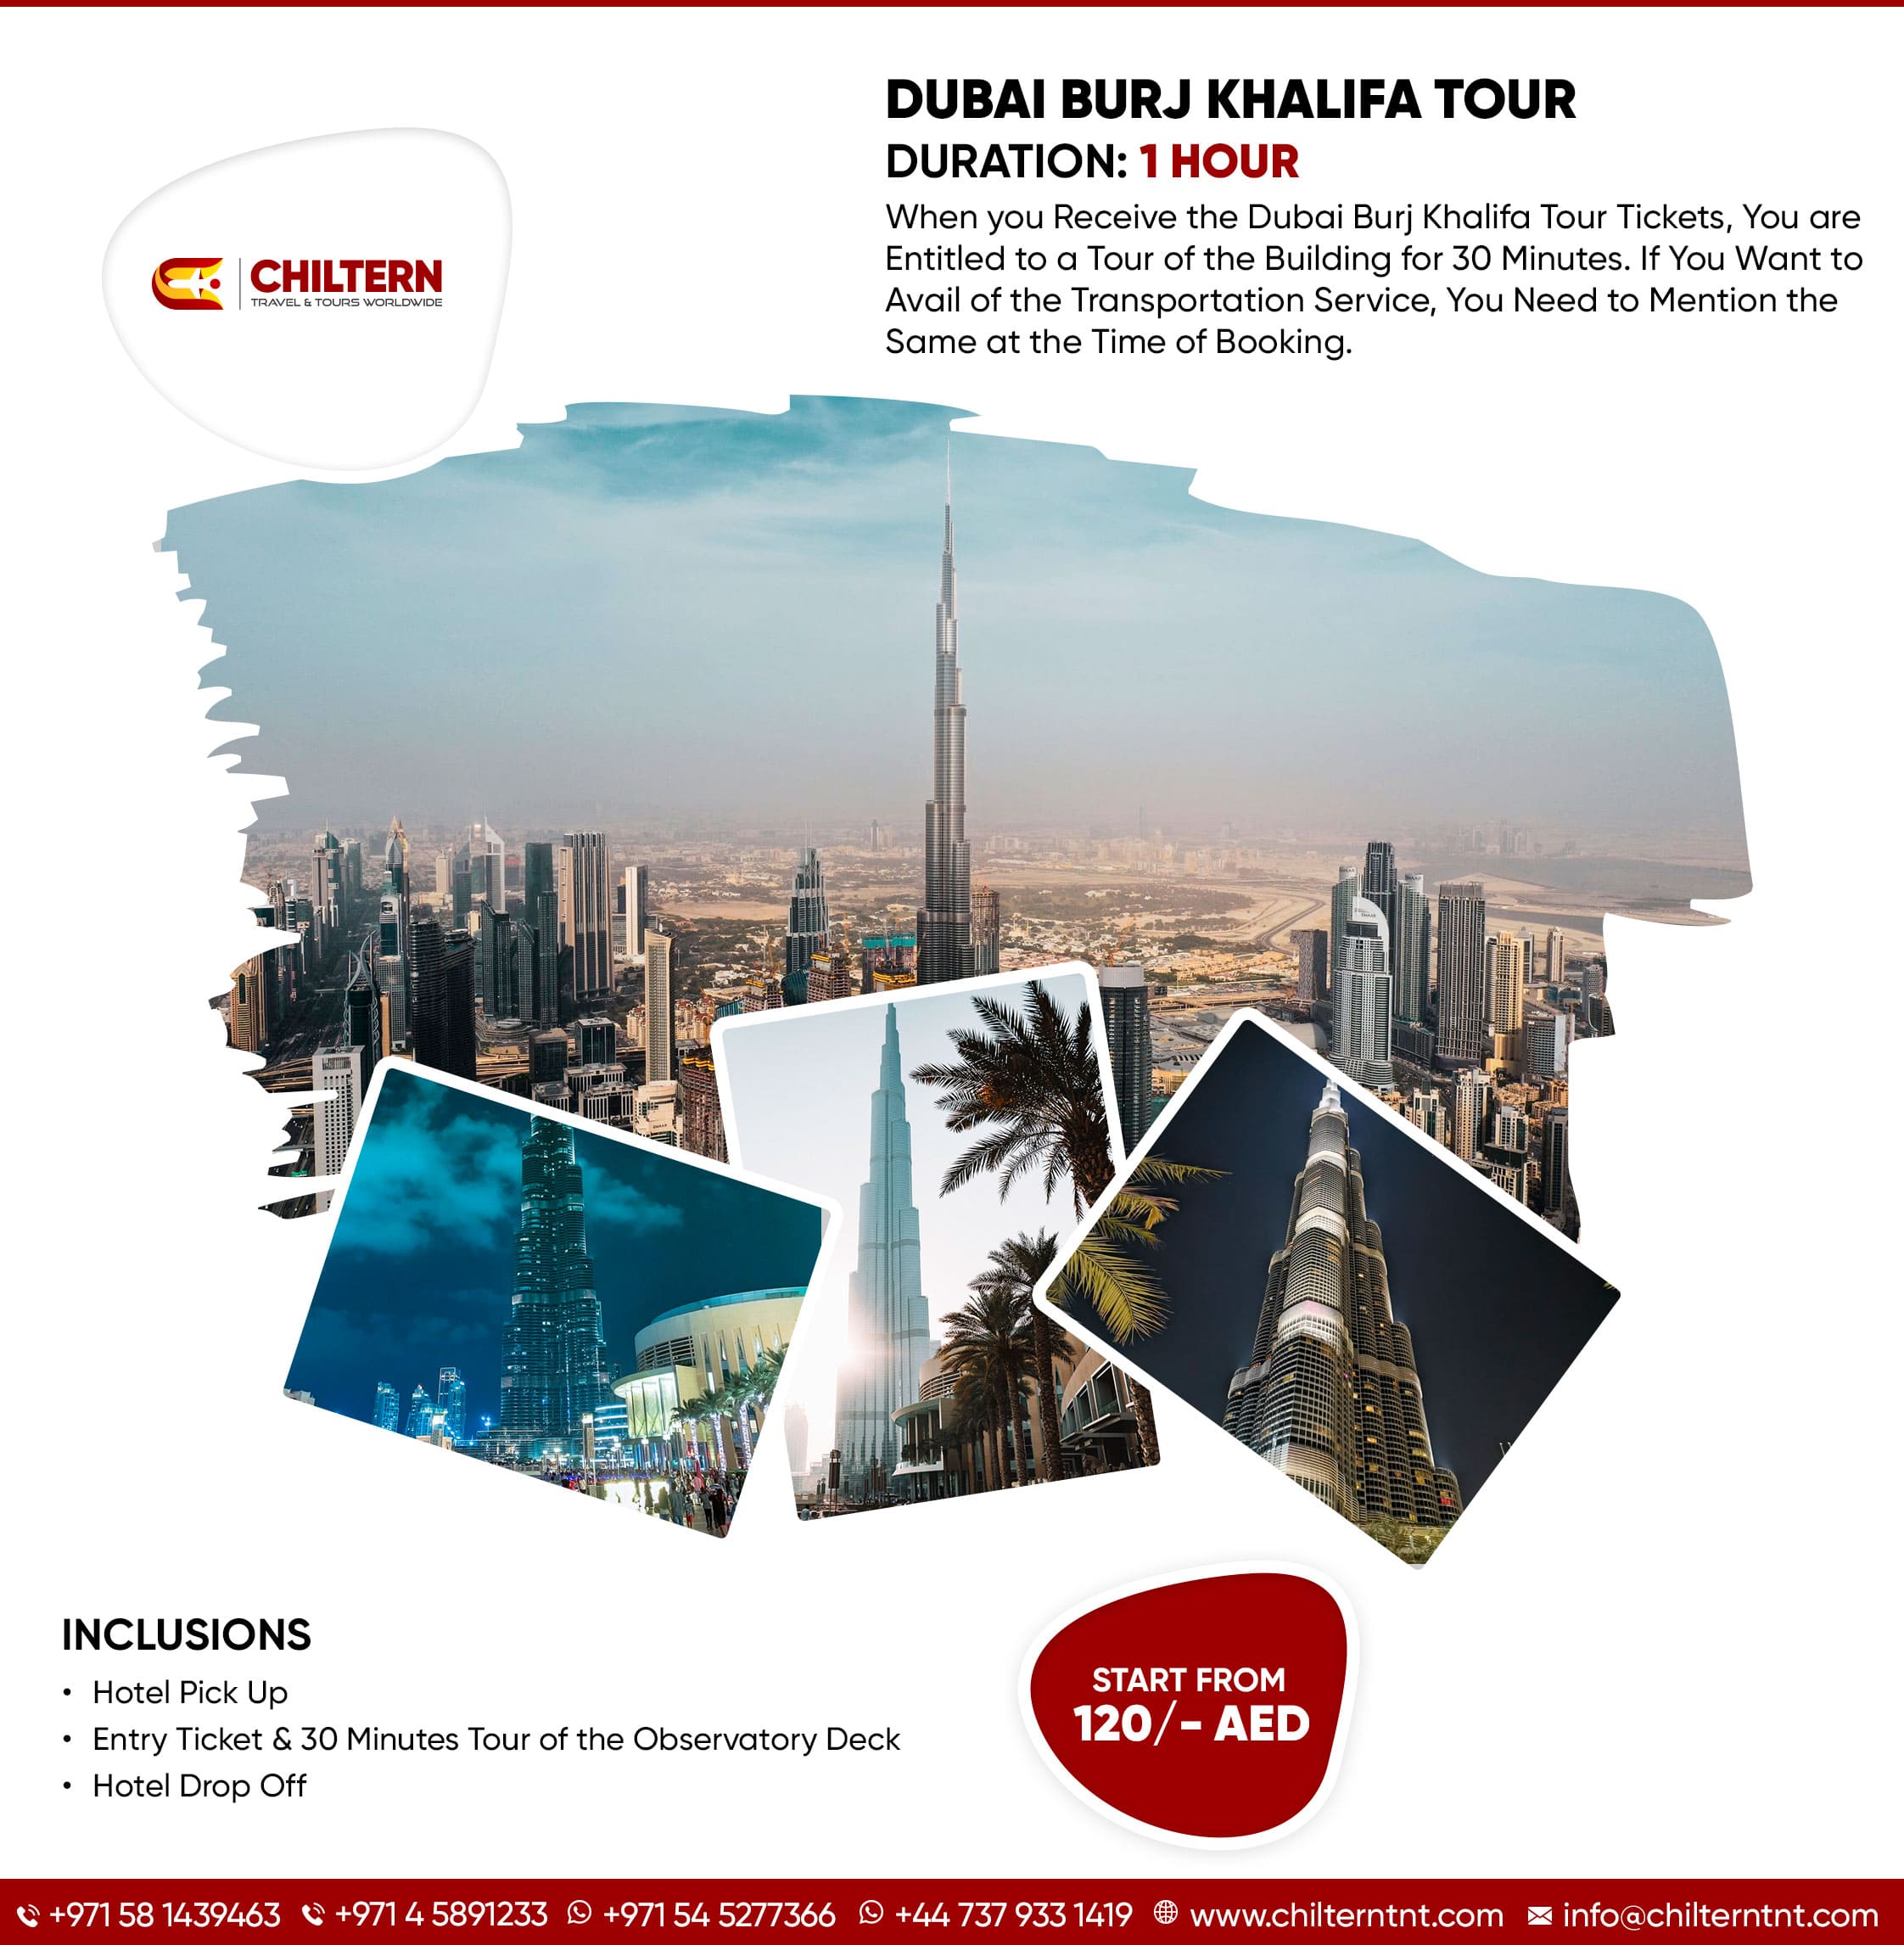 DUBAI BURJ KHALIFA TOUR
DURATION: 1 HOUR
When you Receive the Dubai Burj Khalifa Tour Tickets, You are
Entitled to a Tour of the Building for 30 Minutes. If You Want to
Avail of the Transportation Service, You Need to Mention the
Same at the Time of Booking.
CHILTERN
TRAVEL & TOURS WORLDWIDE
INCLUSIONS
• Hotel Pick Up
• Entry Ticket & 30 Minutes Tour of the Observatory Deck
• Hotel Drop Off
START FROM
120/- AED
+971 58 1439463 +971 4 5891233 +971 54 5277366 +44 737 933 1419 www.chilterntnt.com info@chilterntnt.com